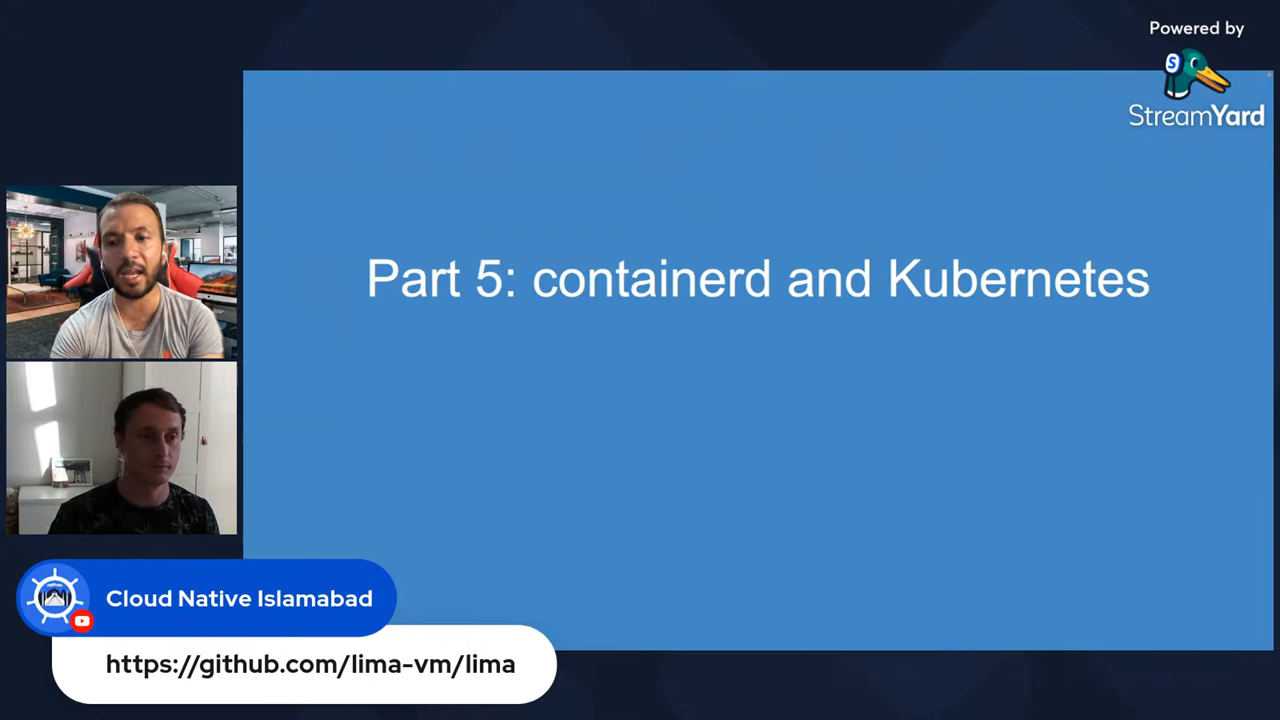 Powered by
StreamYard
Part 5: containerd and Kubernetes
Cloud Native Islamabad
https://github.com/lima-vm/lima